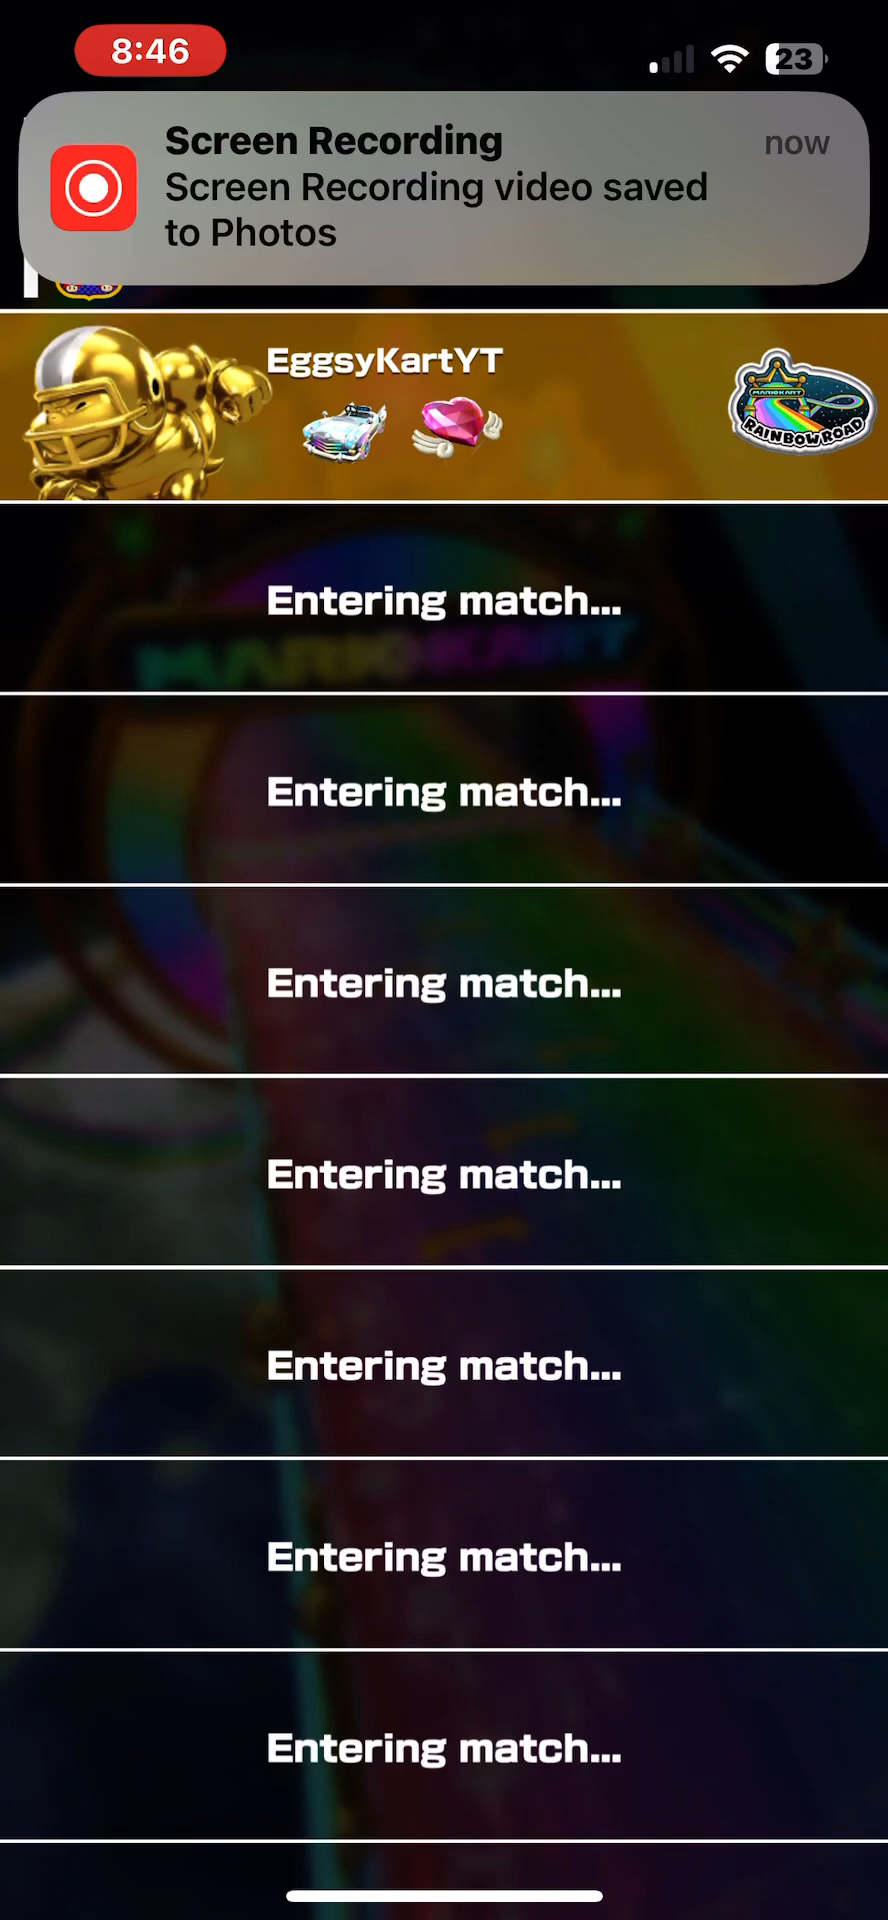 8:46
23
Screen Recording
now
Screen Recording video saved
to Photos
EggsyKartYT
MARIOKART
RAINBOW ROAD
Entering match...
MARIO KART
Entering match...
Entering match...
Entering match...
Entering match...
Entering match...
Entering match...